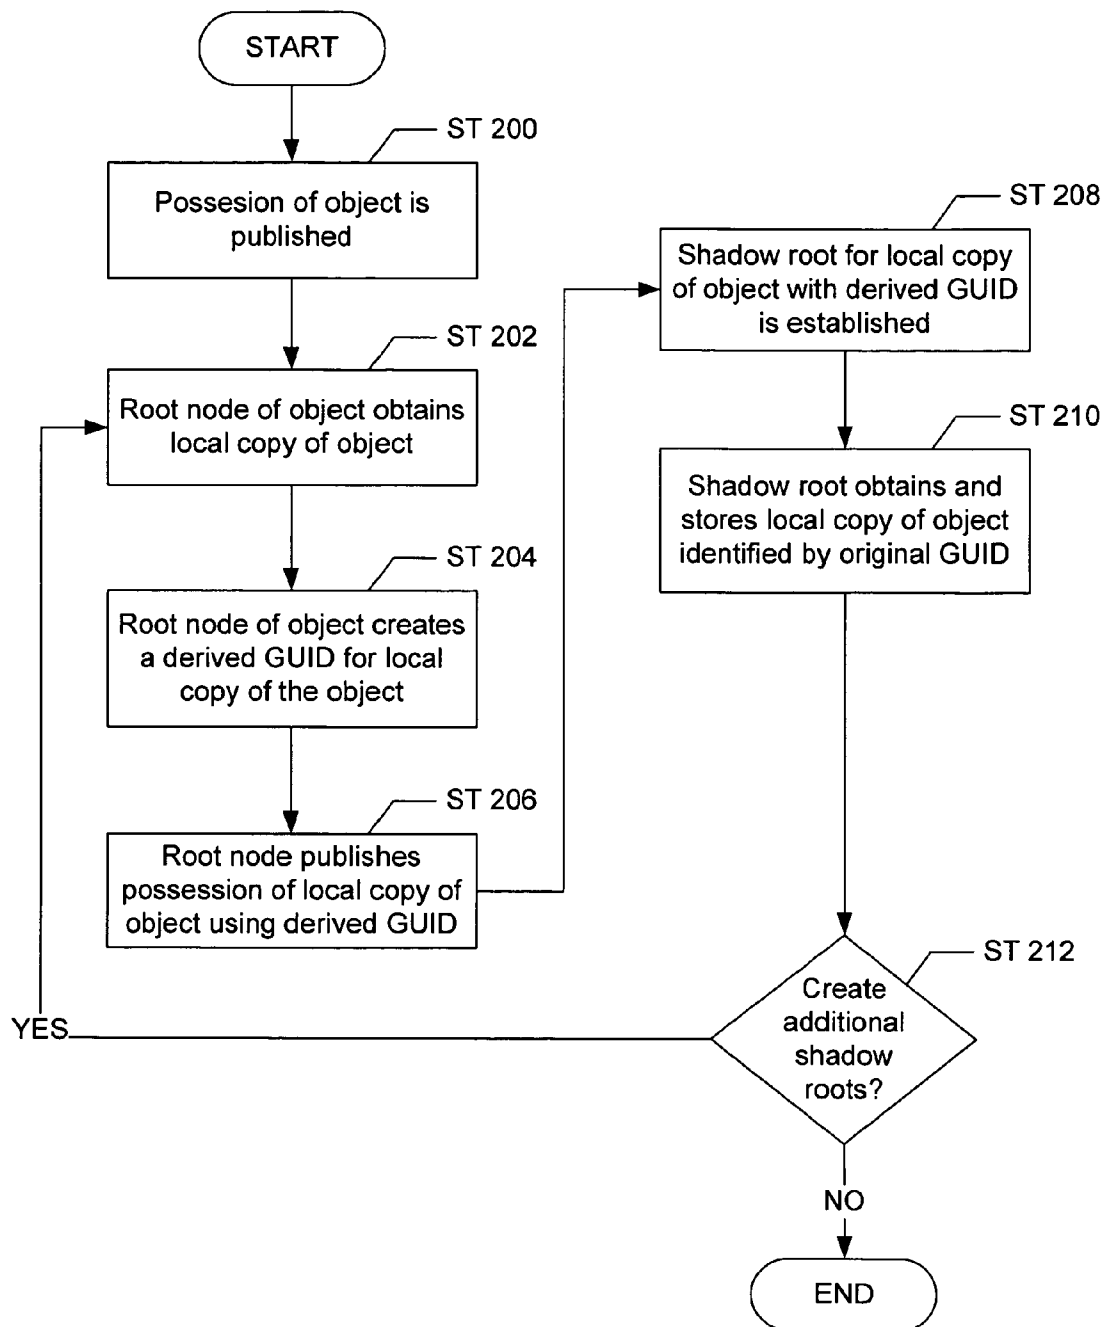 START
ST 200
Possesion of object is
published
ST 202
Root node of object obtains
local copy of object
ST 204
Root node of object creates
a derived GUID for local
copy of the object
ST 206
Root node publishes
possession of local copy of
object using derived GUID
ST 208
Shadow root for local copy
of object with derived GUID
is established
ST 210
Shadow root obtains and
stores local copy of object
identified by original GUID
ST 212
Create
additional
shadow
roots?
YES
NO
END